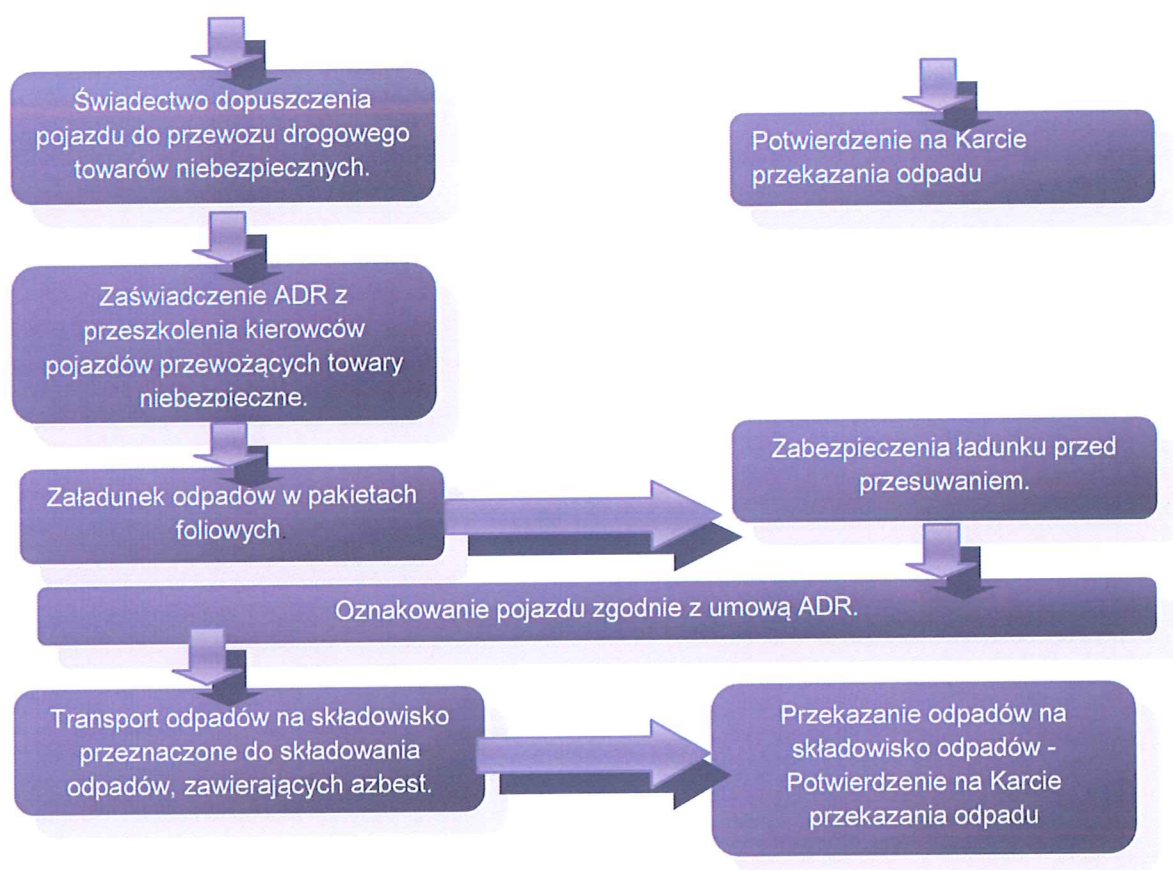 Świadectwo dopuszczenia
pojazdu do przewozu drogowego
towarów niebezpiecznych.
Potwierdzenie na Karcie
przekazania odpadu
Zaświadczenie ADR z
przeszkolenia kierowców
pojazdów przewożących towary
niebezpieczne.
Załadunek odpadów w pakietach
foliowych.
Zabezpieczenia ładunku przed
przesuwaniem.
Oznakowanie pojazdu zgodnie z umową ADR.
Transport odpadów na składowisko
przeznaczone do składowania
odpadów, zawierających azbest.
Przekazanie odpadów na
składowisko odpadów -
Potwierdzenie na Karcie
przekazania odpadu